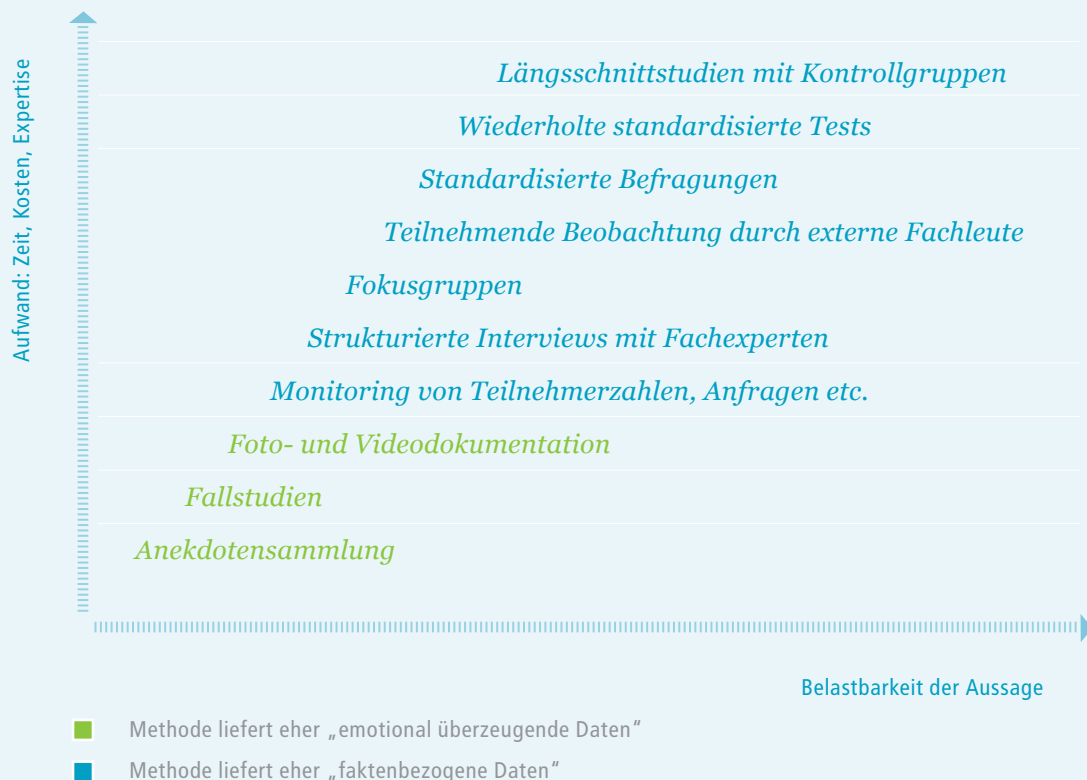 Aufwand: Zeit, Kosten, Expertise
Längsschnittstudien mit Kontrollgruppen
Wiederholte standardisierte Tests
Standardisierte Befragungen
Teilnehmende Beobachtung durch externe Fachleute
Fokusgruppen
Strukturierte Interviews mit Fachexperten
Monitoring von Teilnehmerzahlen, Anfragen etc.
Foto- und Videodokumentation
Fallstudien
Anekdotensammlung
Belastbarkeit der Aussage
Methode liefert eher „emotional überzeugende Daten“
Methode liefert eher „faktenbezogene Daten“